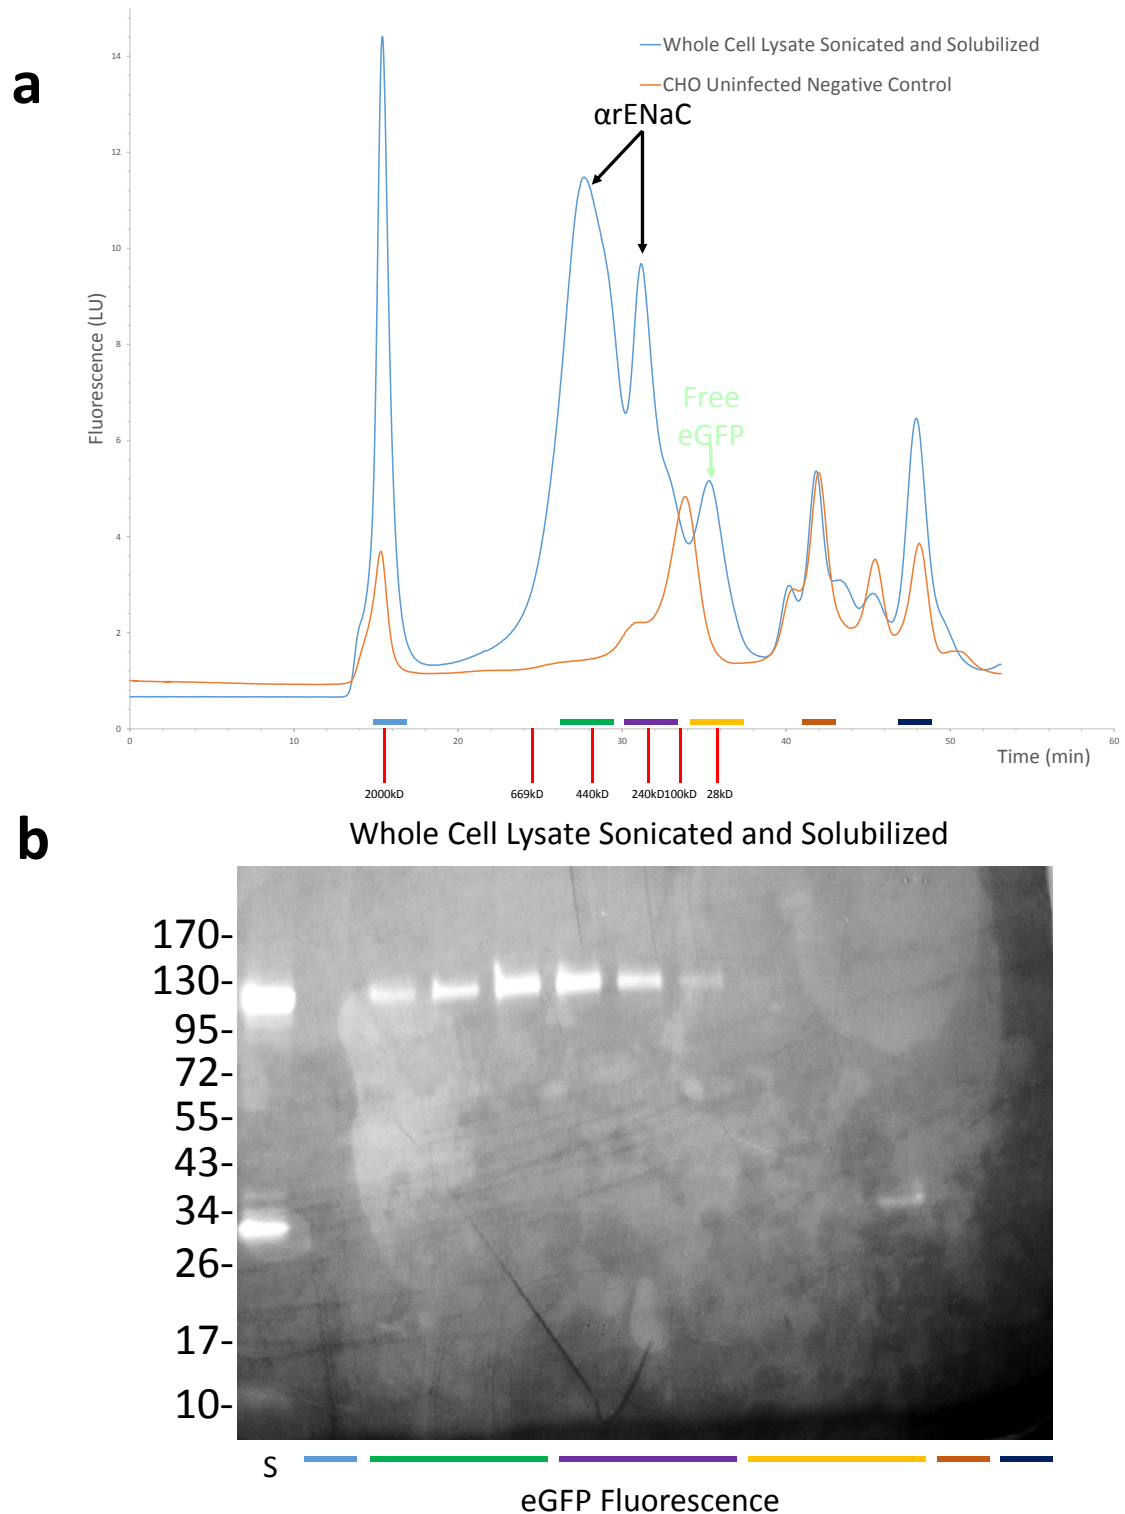 a
14
12
10
8
6
4
2
0
Fluorescence (LU)
Whole Cell Lysate Sonicated and Solubilized
CHO Uninfected Negative Control
αrENaC
Free
eGFP
0
10
20
30
40
50
60
Time (min)
2000kD
669kD
440kD
240kD
100kD
28kD
b
Whole Cell Lysate Sonicated and Solubilized
170-
130-
95-
72-
55-
43-
34-
26-
17-
10-
S
eGFP Fluorescence